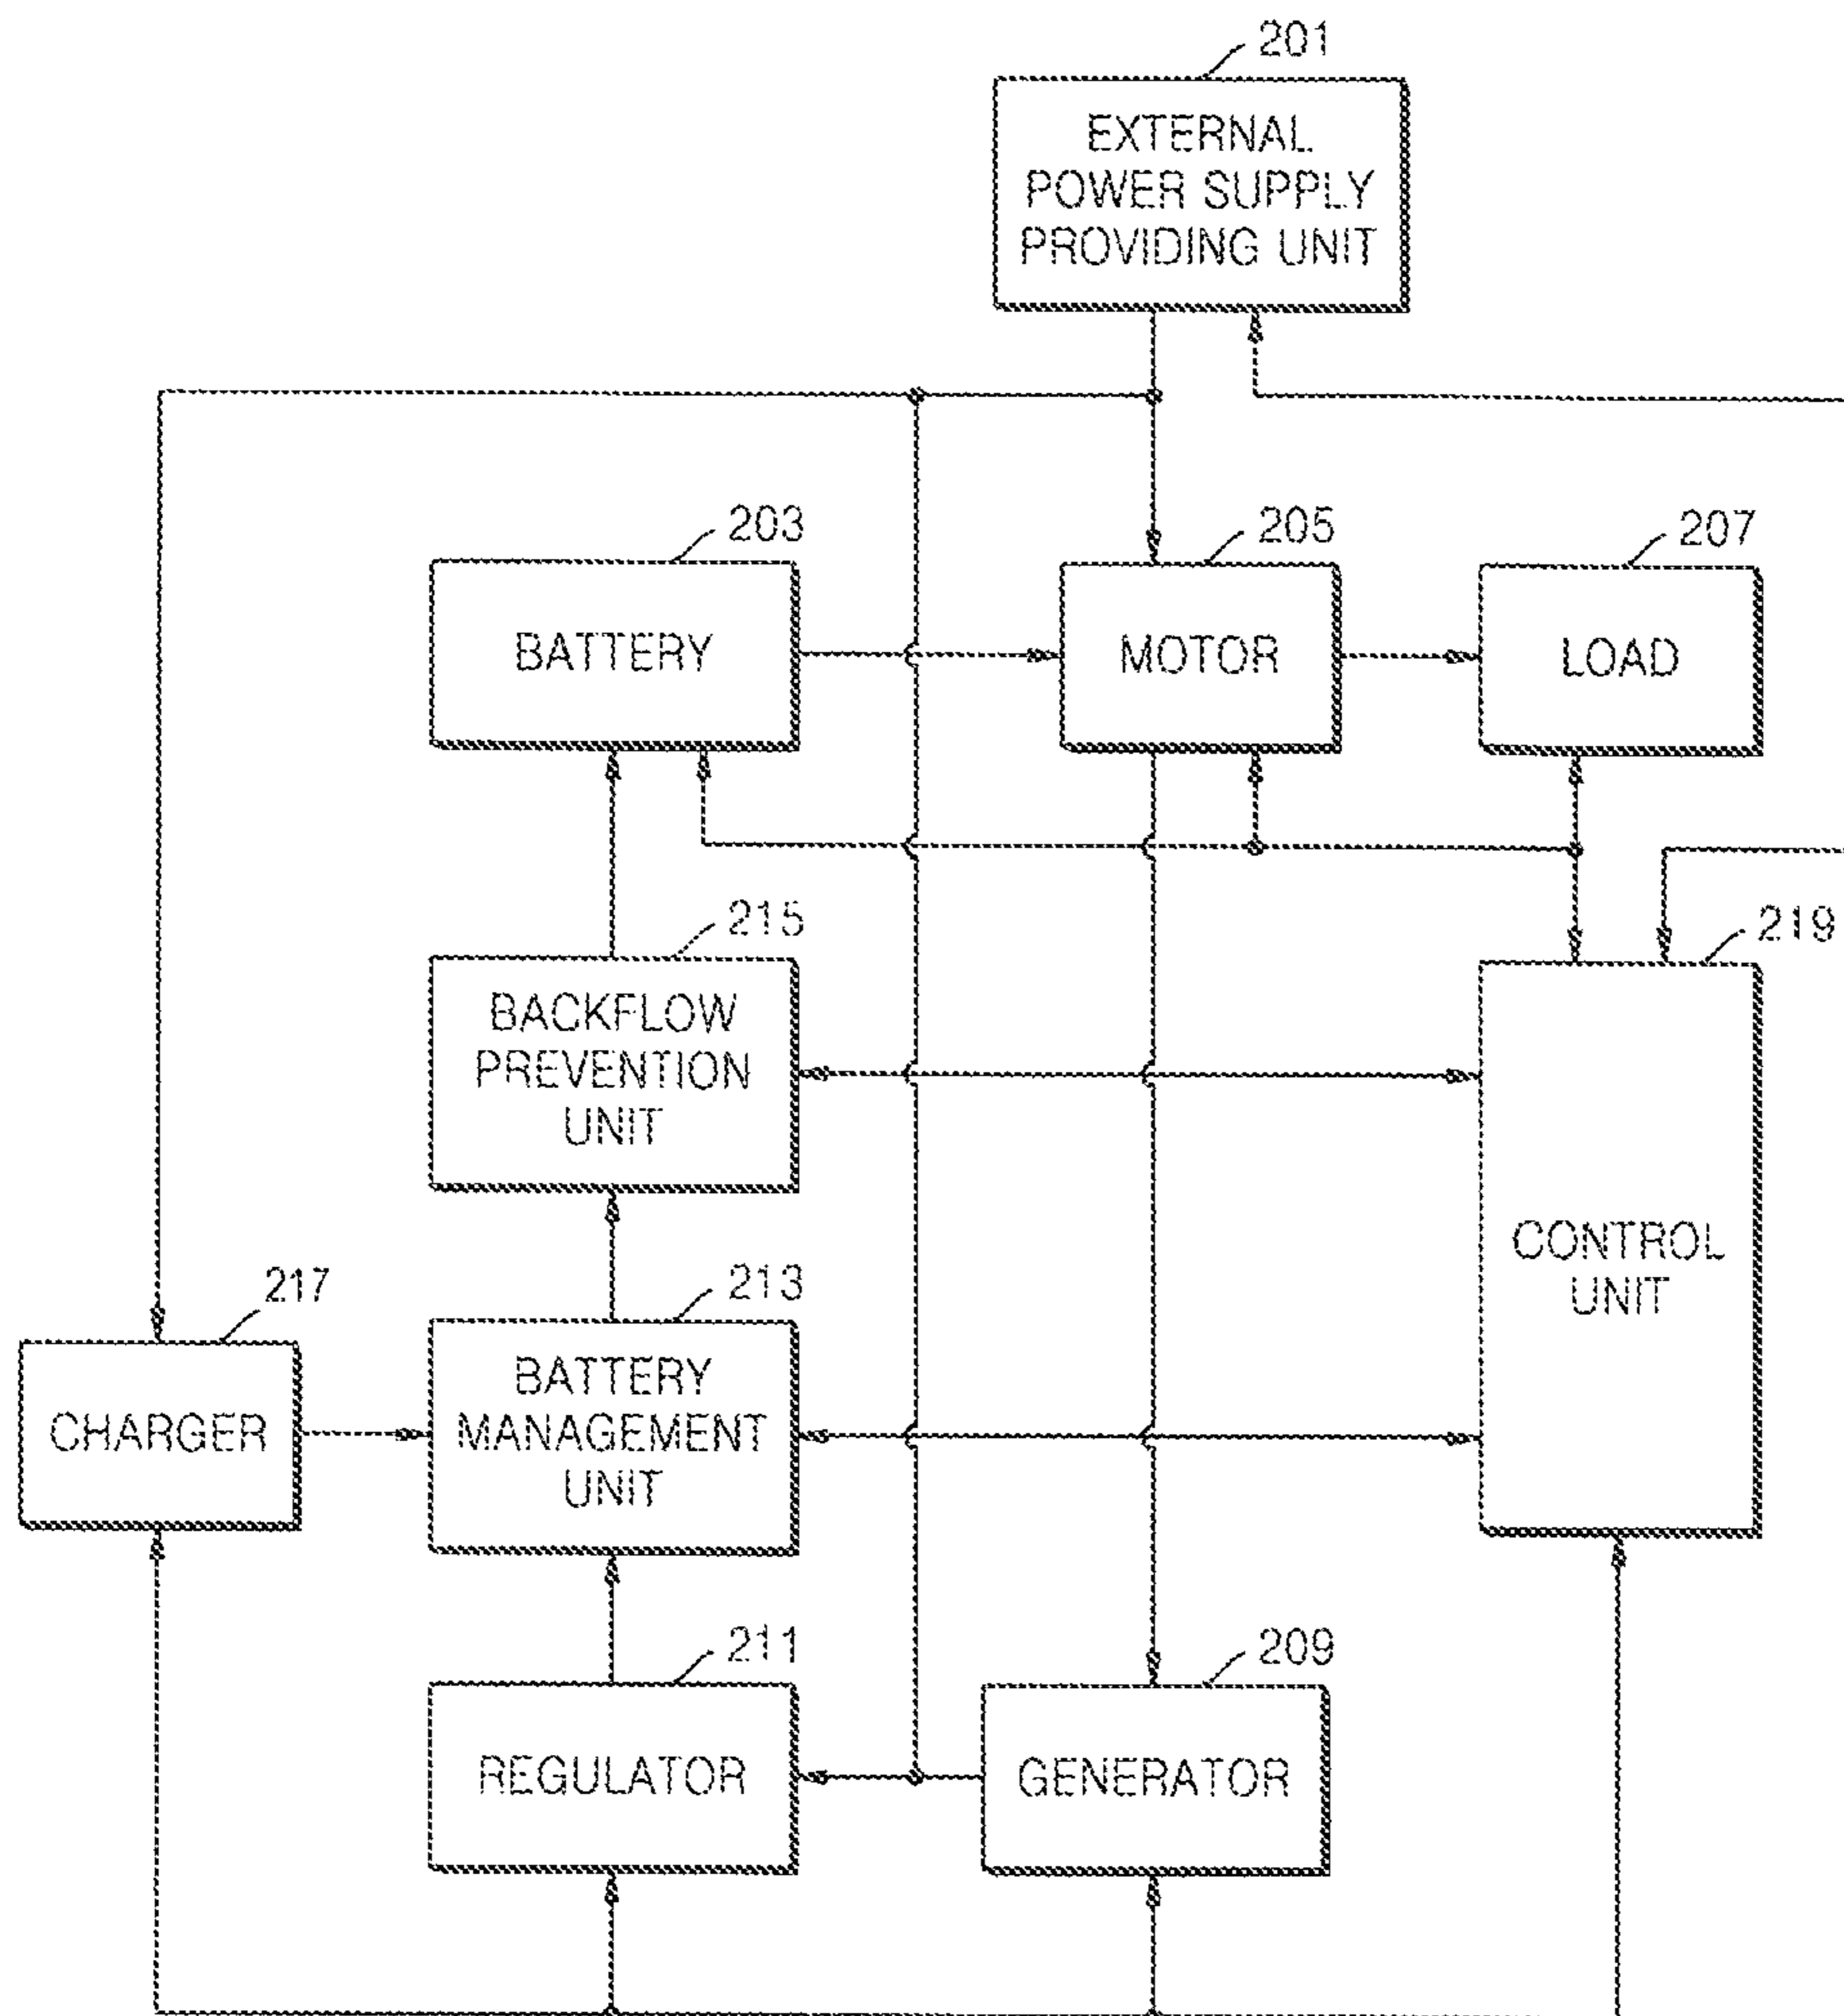 201
EXTERNAL
POWER SUPPLY
PROVIDING UNIT
203
BATTERY
205
MOTOR
207
LOAD
215
BACKFLOW
PREVENTION
UNIT
219
CONTROL
UNIT
217
CHARGER
213
BATTERY
MANAGEMENT
UNIT
211
REGULATOR
209
GENERATOR